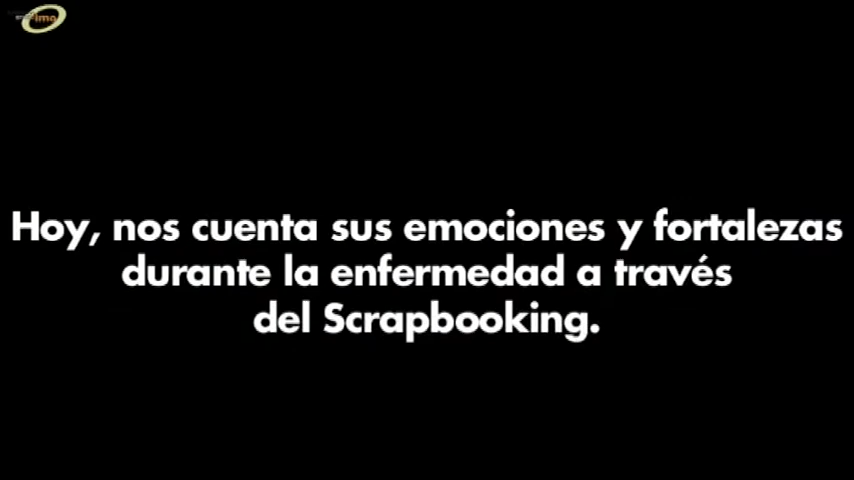 Hoy, nos cuenta sus emociones y fortalezas
durante la enfermedad a través
del Scrapbooking.